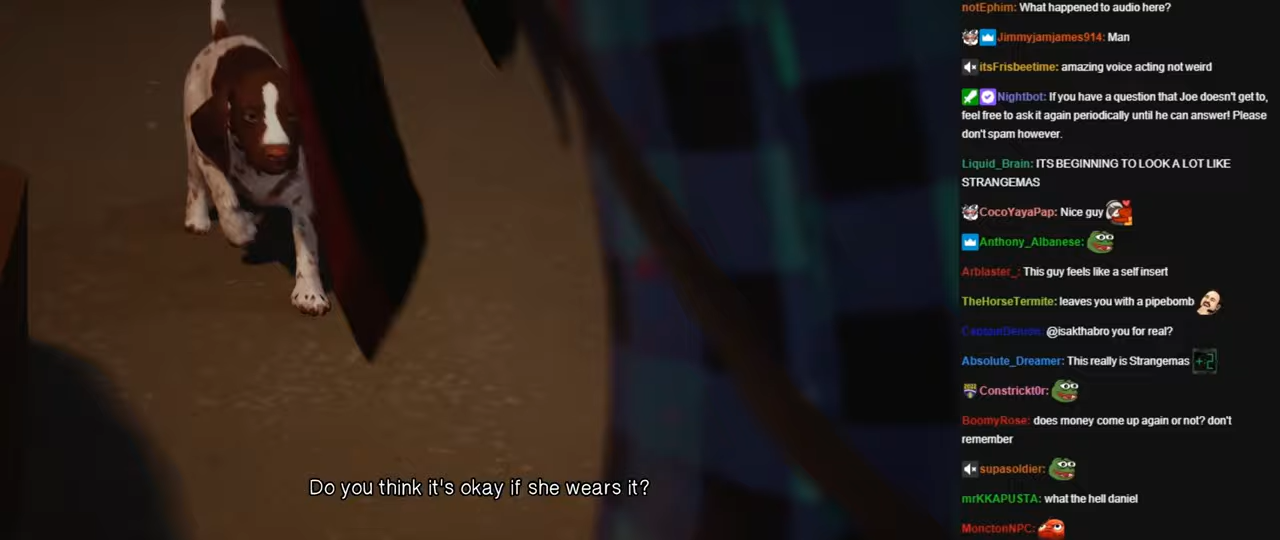 notEphim: What happened to audio here?
Jimmyjamjames914: Man
itsFrisbeetime: amazing voice acting not weird
Nightbot: If you have a question that Joe doesn't get to,
feel free to ask it again periodically until he can answer! Please
don't spam however.
Liquid_Brain: ITS BEGINNING TO LOOK A LOT LIKE
STRANGEMAS
CocoYayaPap: Nice guy
Anthony_Albanese:
Arblaster_: This guy feels like a self insert
TheHorseTermite: leaves you with a pipebomb
@isakthabro you for real?
Absolute_Dreamer: This really is Strangemas +2
Constrickt0r:
BoomyRose: does money come up again or not? don't
remember
supasoldier:
mrKKAPUSTA: what the hell daniel
MonctonNPC:
Do you think it's okay if she wears it?